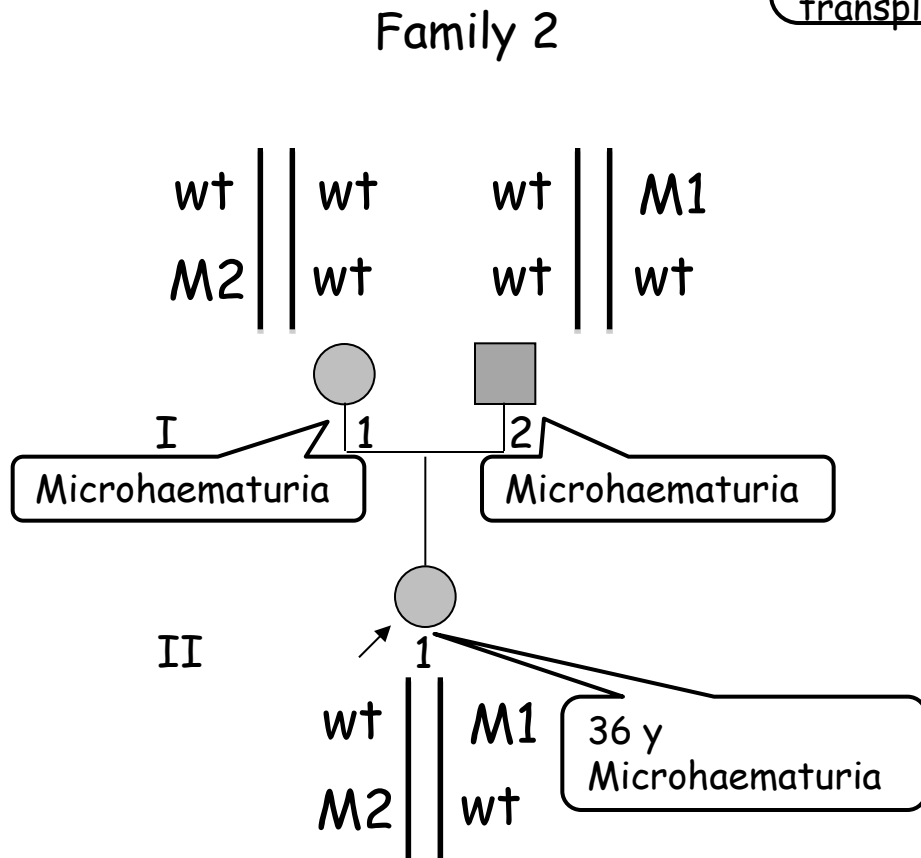 Family 2
wt wt wt M1
M2 wt wt wt
I 1 2
Microhaematuria Microhaematuria
II 1
wt M1
36 y
Microhaematuria
M2 wt